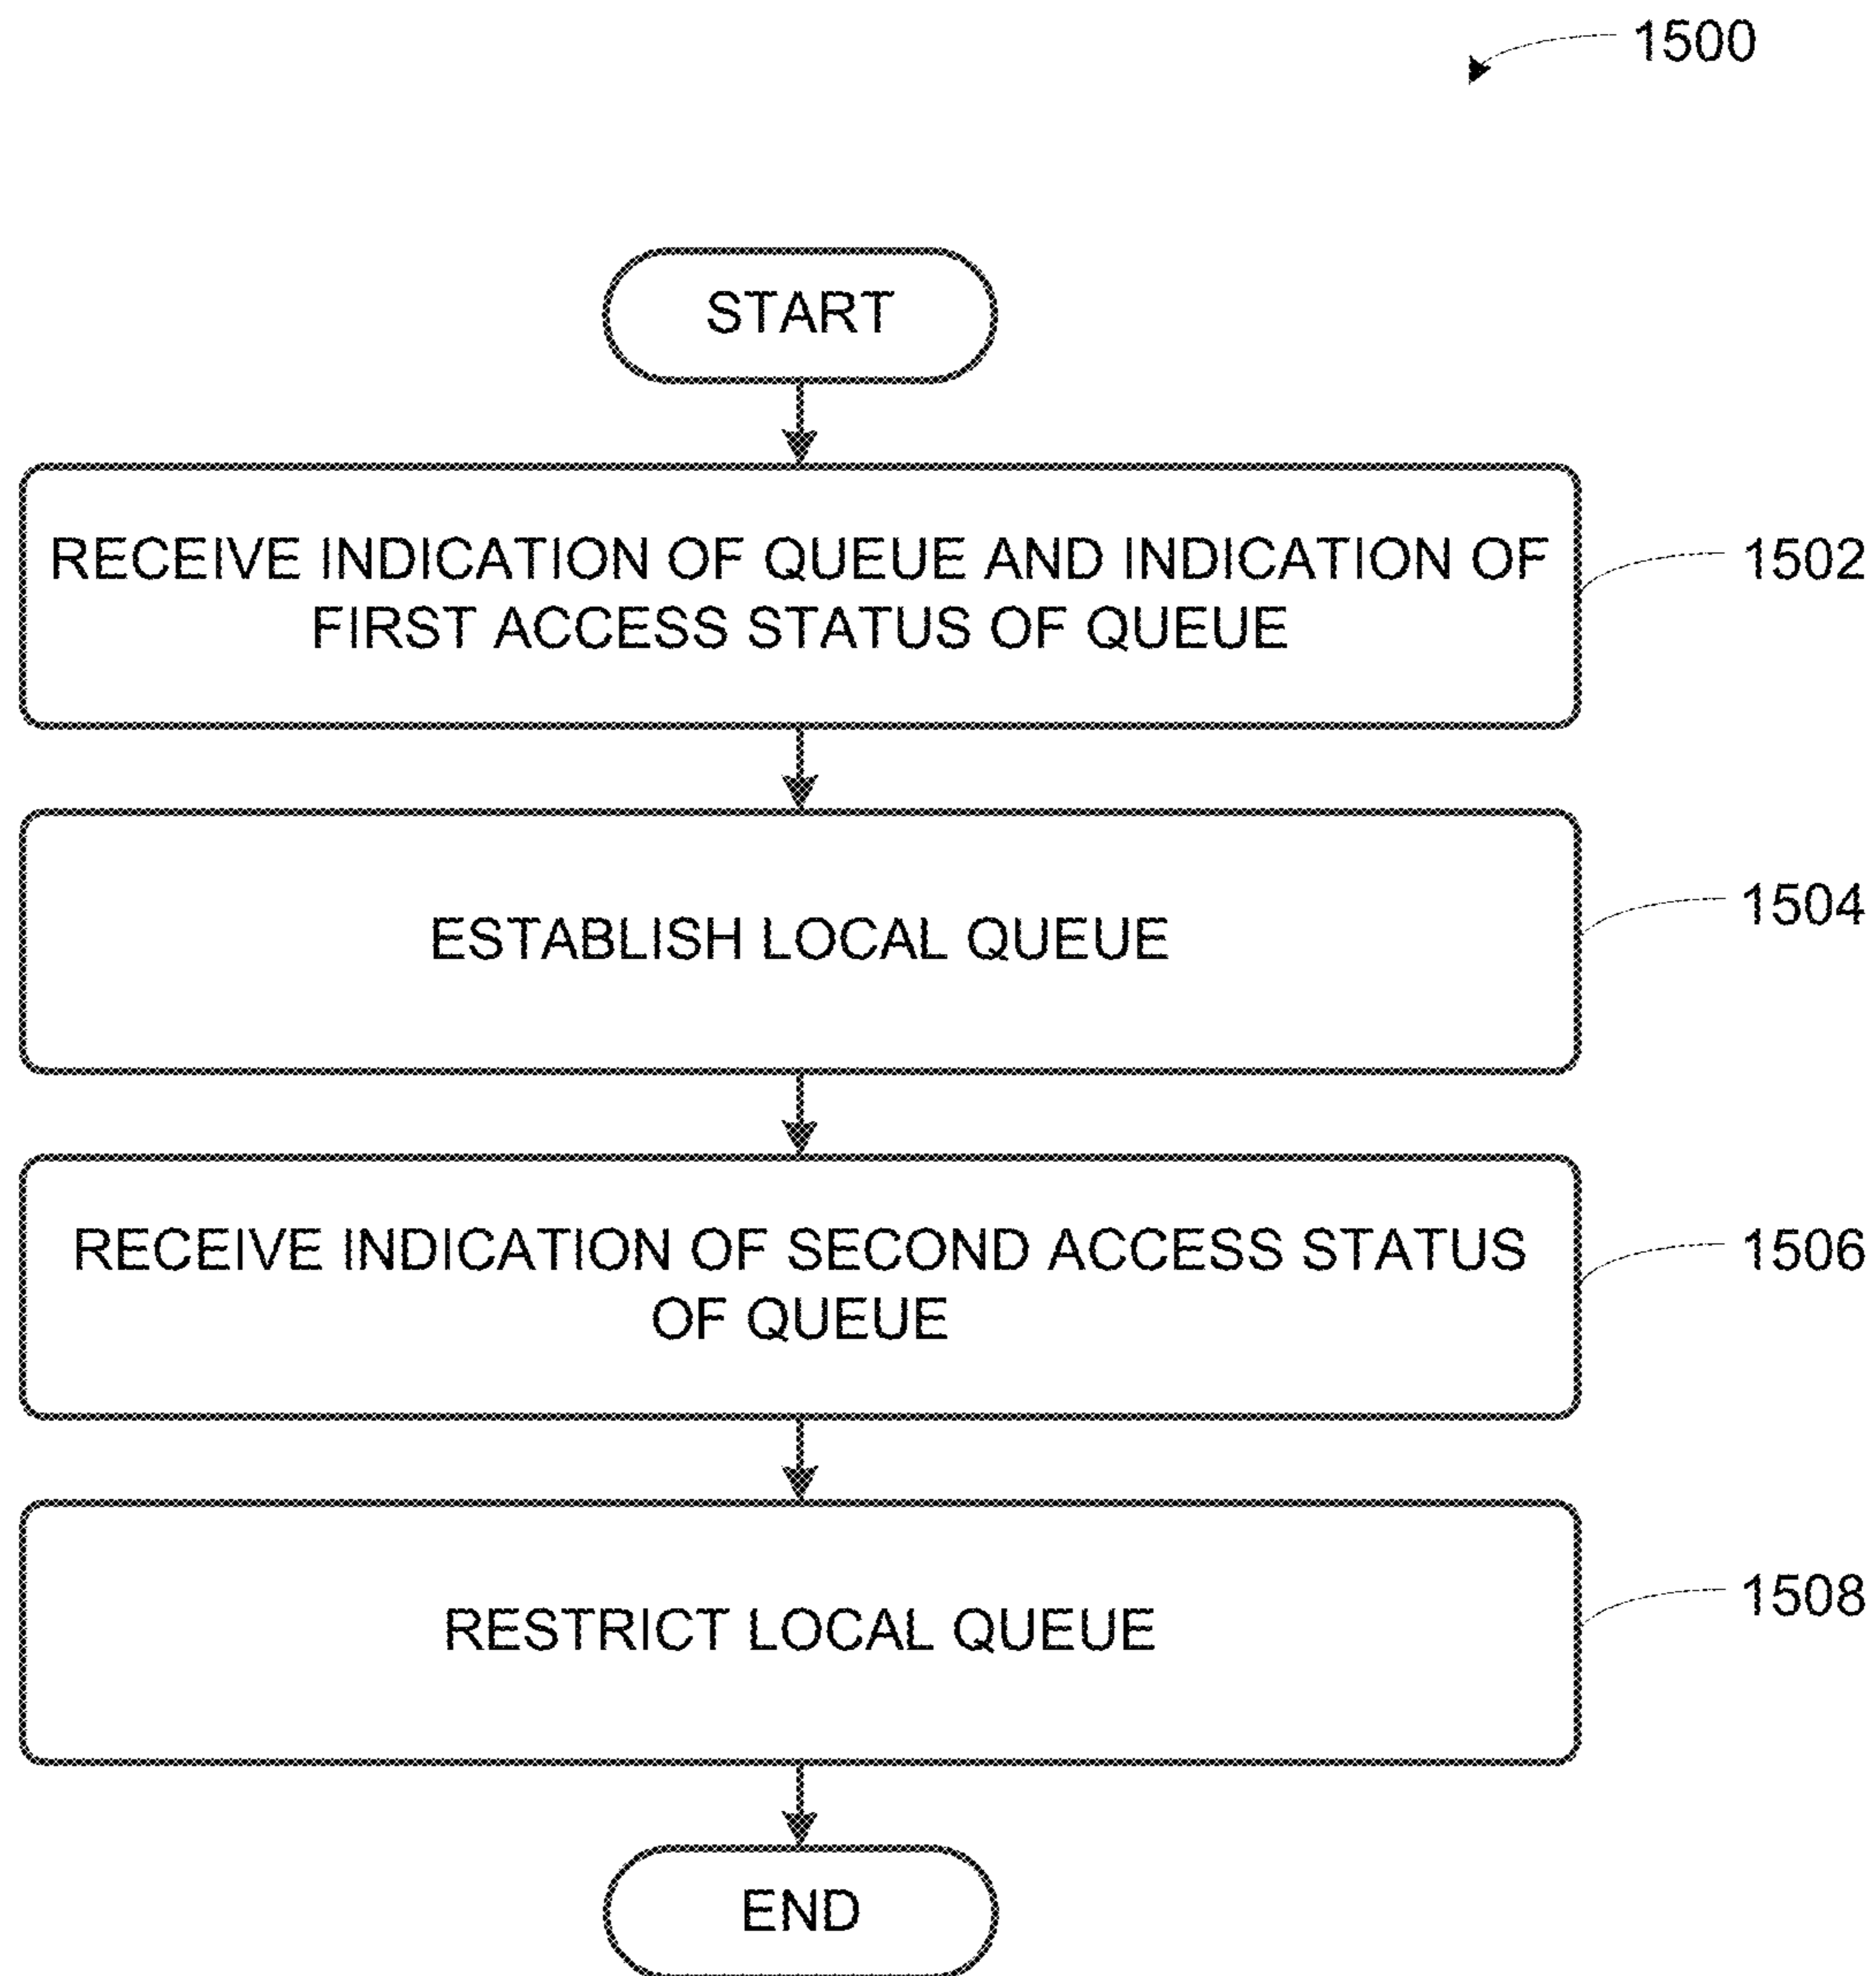 1500
START
RECEIVE INDICATION OF QUEUE AND INDICATION OF
FIRST ACCESS STATUS OF QUEUE
1502
ESTABLISH LOCAL QUEUE
1504
RECEIVE INDICATION OF SECOND ACCESS STATUS
OF QUEUE
1506
RESTRICT LOCAL QUEUE
1508
END